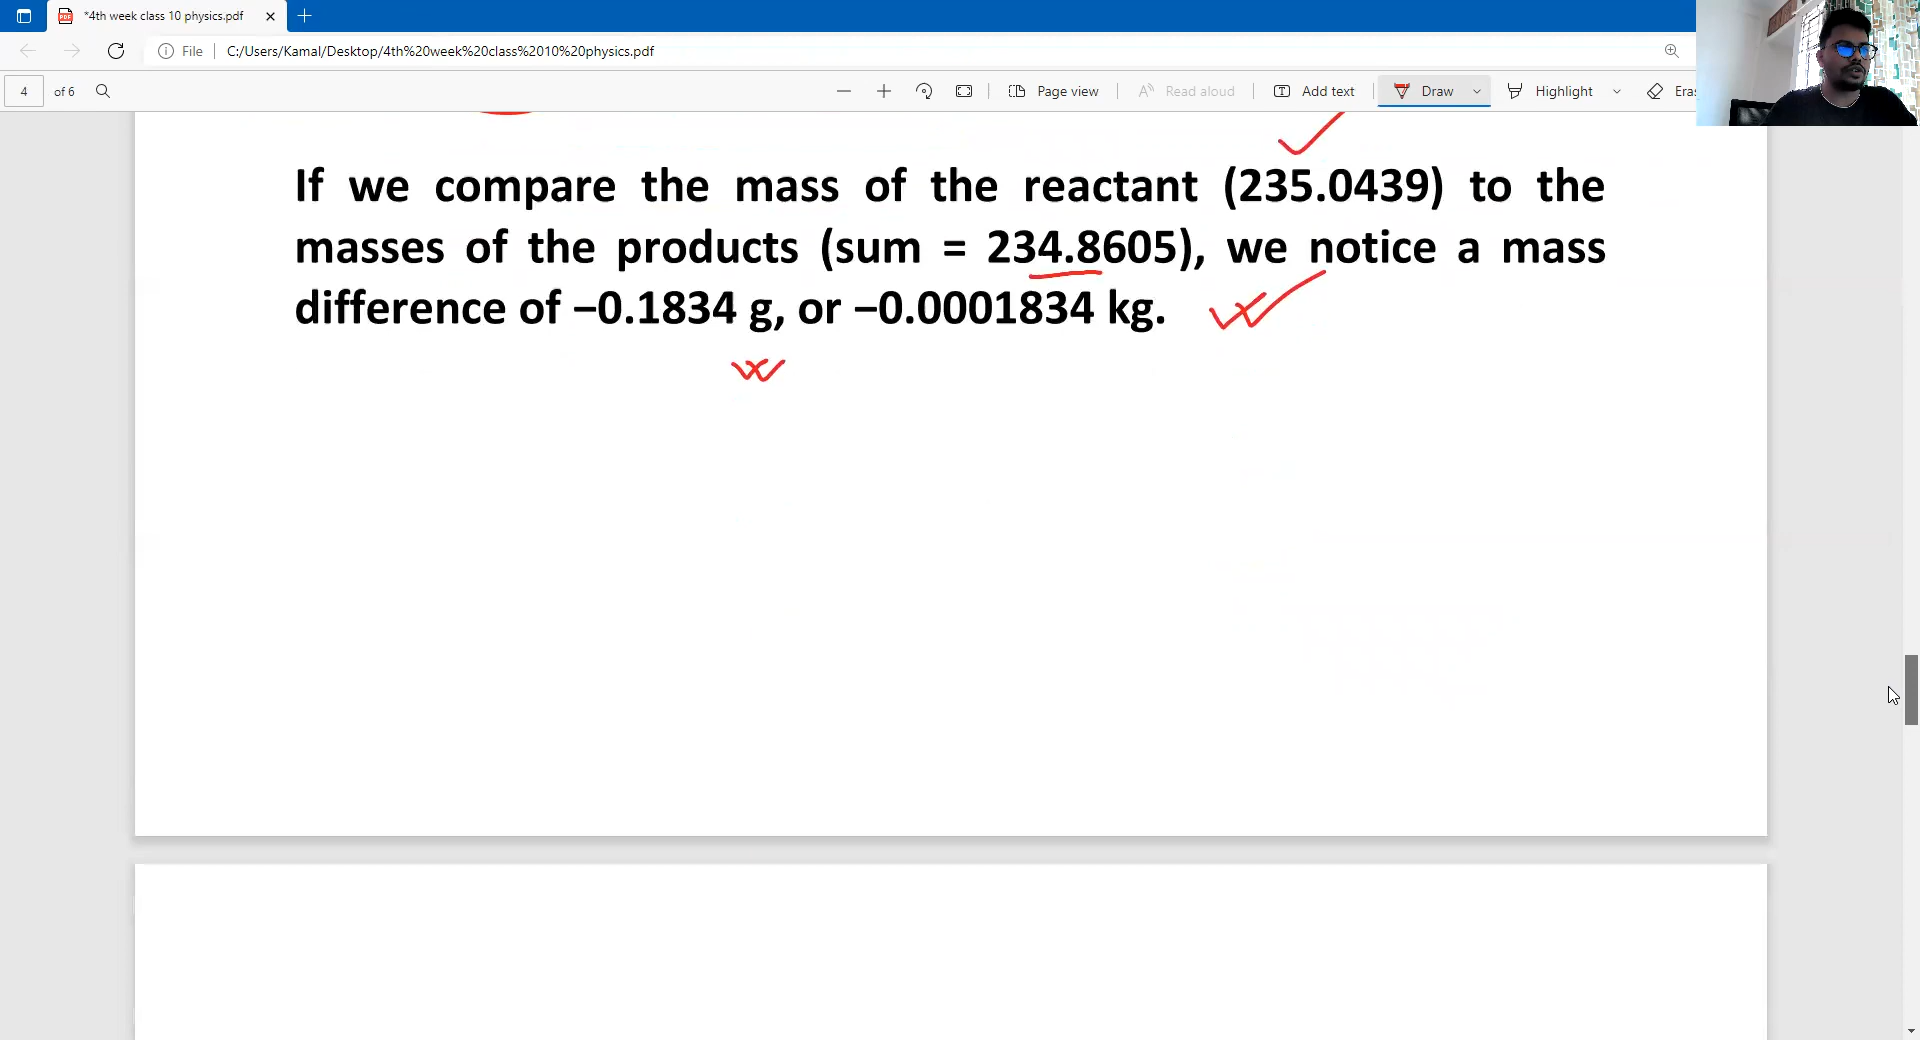 *4th week class 10 physics.pdf
File
C:/Users/Kamal/Desktop/4th%20week%20class%2010%20physics.pdf
4 of 6
Page view
Read aloud
Add text
Draw
Highlight
Eras
If we compare the mass of the reactant (235.0439) to the
masses of the products (sum = 234.8605), we notice a mass
difference of −0.1834 g, or −0.0001834 kg.